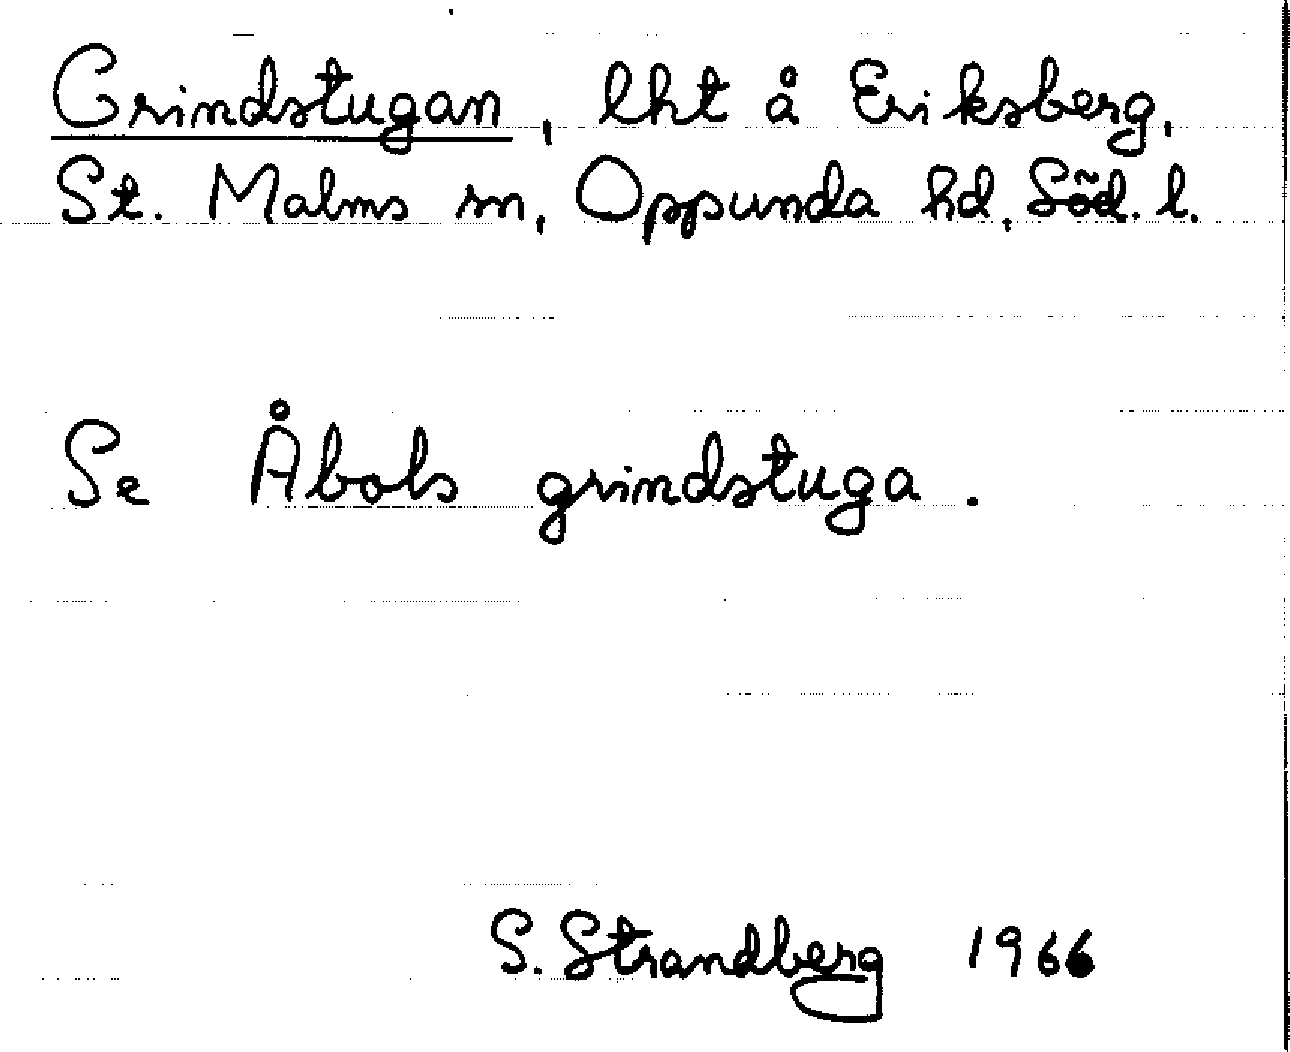 Grindstugan, lht å Eriksberg,
St. Malms sn, Oppunda hd, Söd. l.
Se Åbols grindstuga.
S. Strandberg 1966